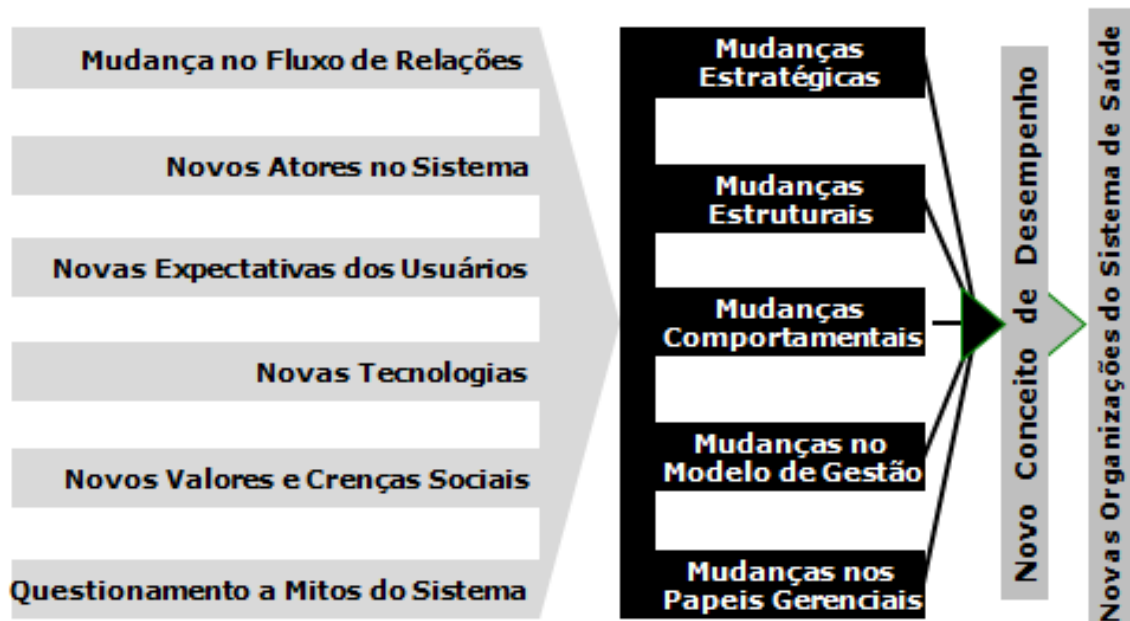 Mudança no Fluxo de Relações
Novos Atores no Sistema
Novas Expectativas dos Usuários
Novas Tecnologias
Novos Valores e Crenças Sociais
Questionamento a Mitos do Sistema
Mudanças
Estratégicas
Mudanças
Estruturais
Mudanças
Comportamentais
Mudanças no
Modelo de Gestão
Mudanças nos
Papeis Gerenciais
Novo Conceito de Desempenho
Novas Organizações do Sistema de Saúde